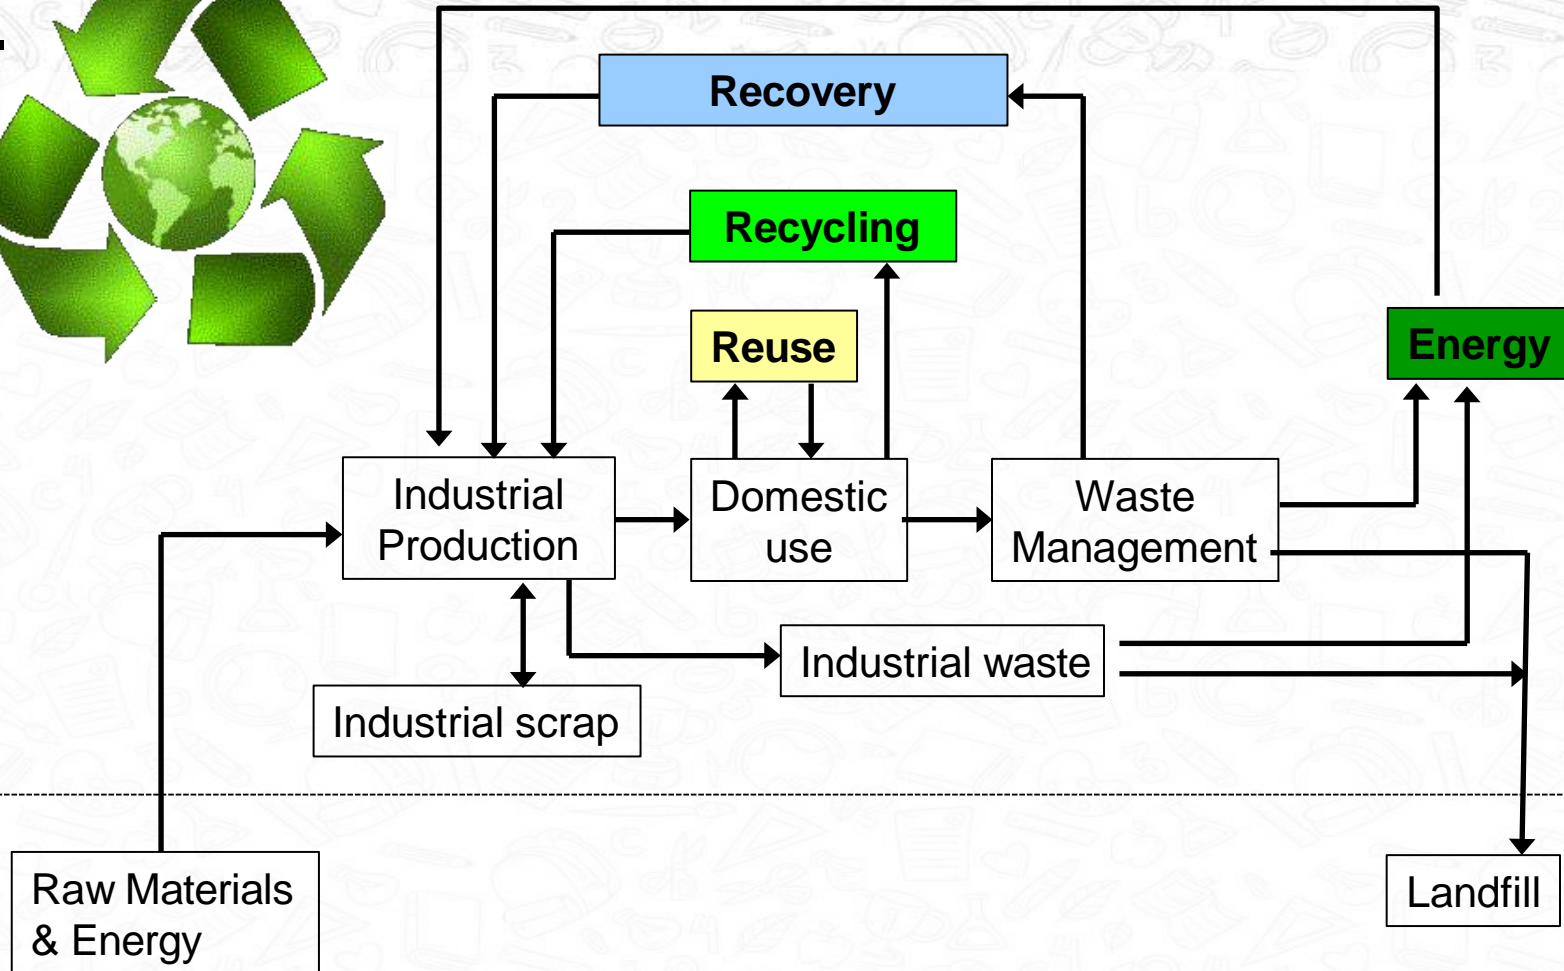 Recovery
Recycling
Reuse
Energy
Industrial
Production
Domestic
use
Waste
Management
Industrial waste
Industrial scrap
Raw Materials
& Energy
Landfill